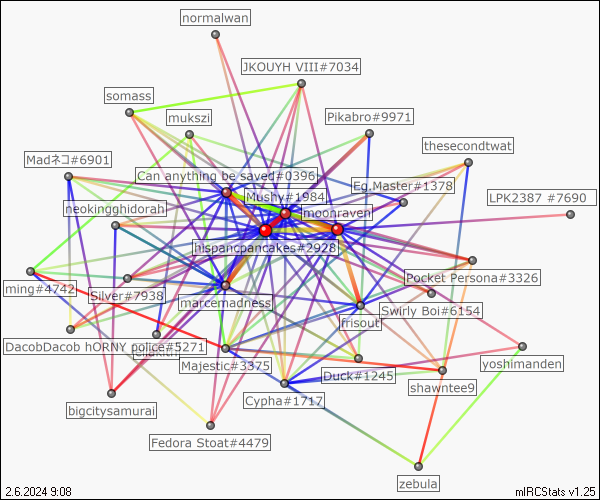 normalwan
JKOUYH VIII#7034
somass
mukszi
Pikabro#9971
thesecondtwat
Madネコ#6901
Can anything be saved#0396
Eg.Master#1378
Mushy#1984
LPK2387 #7690
neokingghidorah
moonraven
hispancpancakes#2928
Pocket Persona#3326
ming#4742
Silver#7938
marcemadness
Swirly Boi#6154
frisout
DacobDacob hORNY police#5271
Majestic#3375
yoshimanden
Duck#1245
shawntee9
Cypha#1717
bigcitysamurai
Fedora Stoat#4479
zebula
2.6.2024 9:08
mIRCStats v1.25